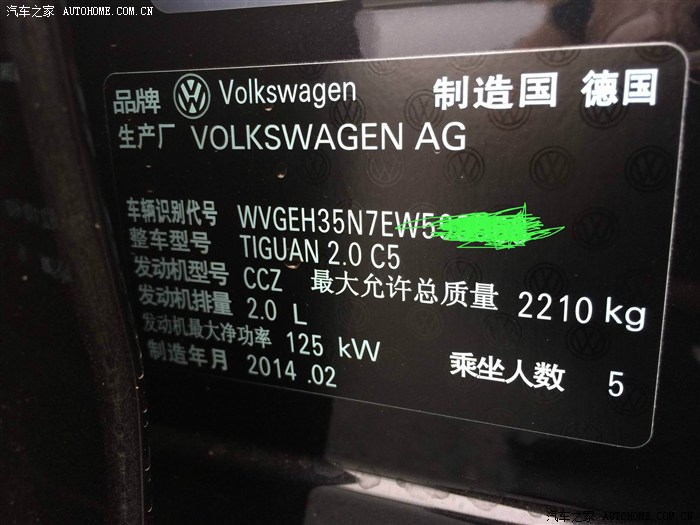 汽车之家 AUTOHOME.COM.CN
品牌 Volkswagen 制造国 德国
生产厂 VOLKSWAGEN AG
车辆识别代号 WVGEH35N7EW5
整车型号 TIGUAN 2.0 C5
发动机型号 CCZ 最大允许总质量 2210 kg
发动机排量 2.0 L
发动机最大净功率 125 kW
制造年月 2014 .02 乘坐人数 5
汽车之家 AUTOHOME.COM.CN